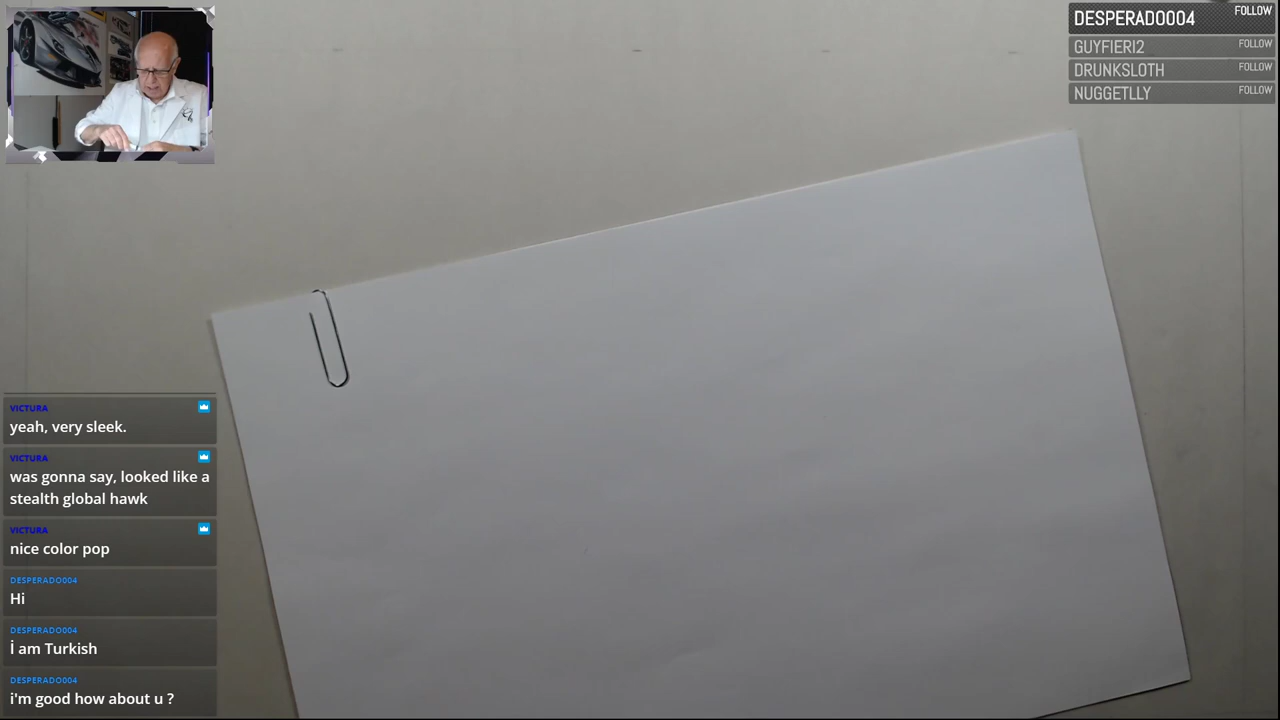 DESPERADO004 FOLLOW
GUYFIERI2 FOLLOW
DRUNKSLOTH FOLLOW
NUGGETLLY FOLLOW
VICTURA
yeah, very sleek.
VICTURA
was gonna say, looked like a
stealth global hawk
VICTURA
nice color pop
DESPERADO004
Hi
DESPERADO004
İ am Turkish
DESPERADO004
i'm good how about u ?